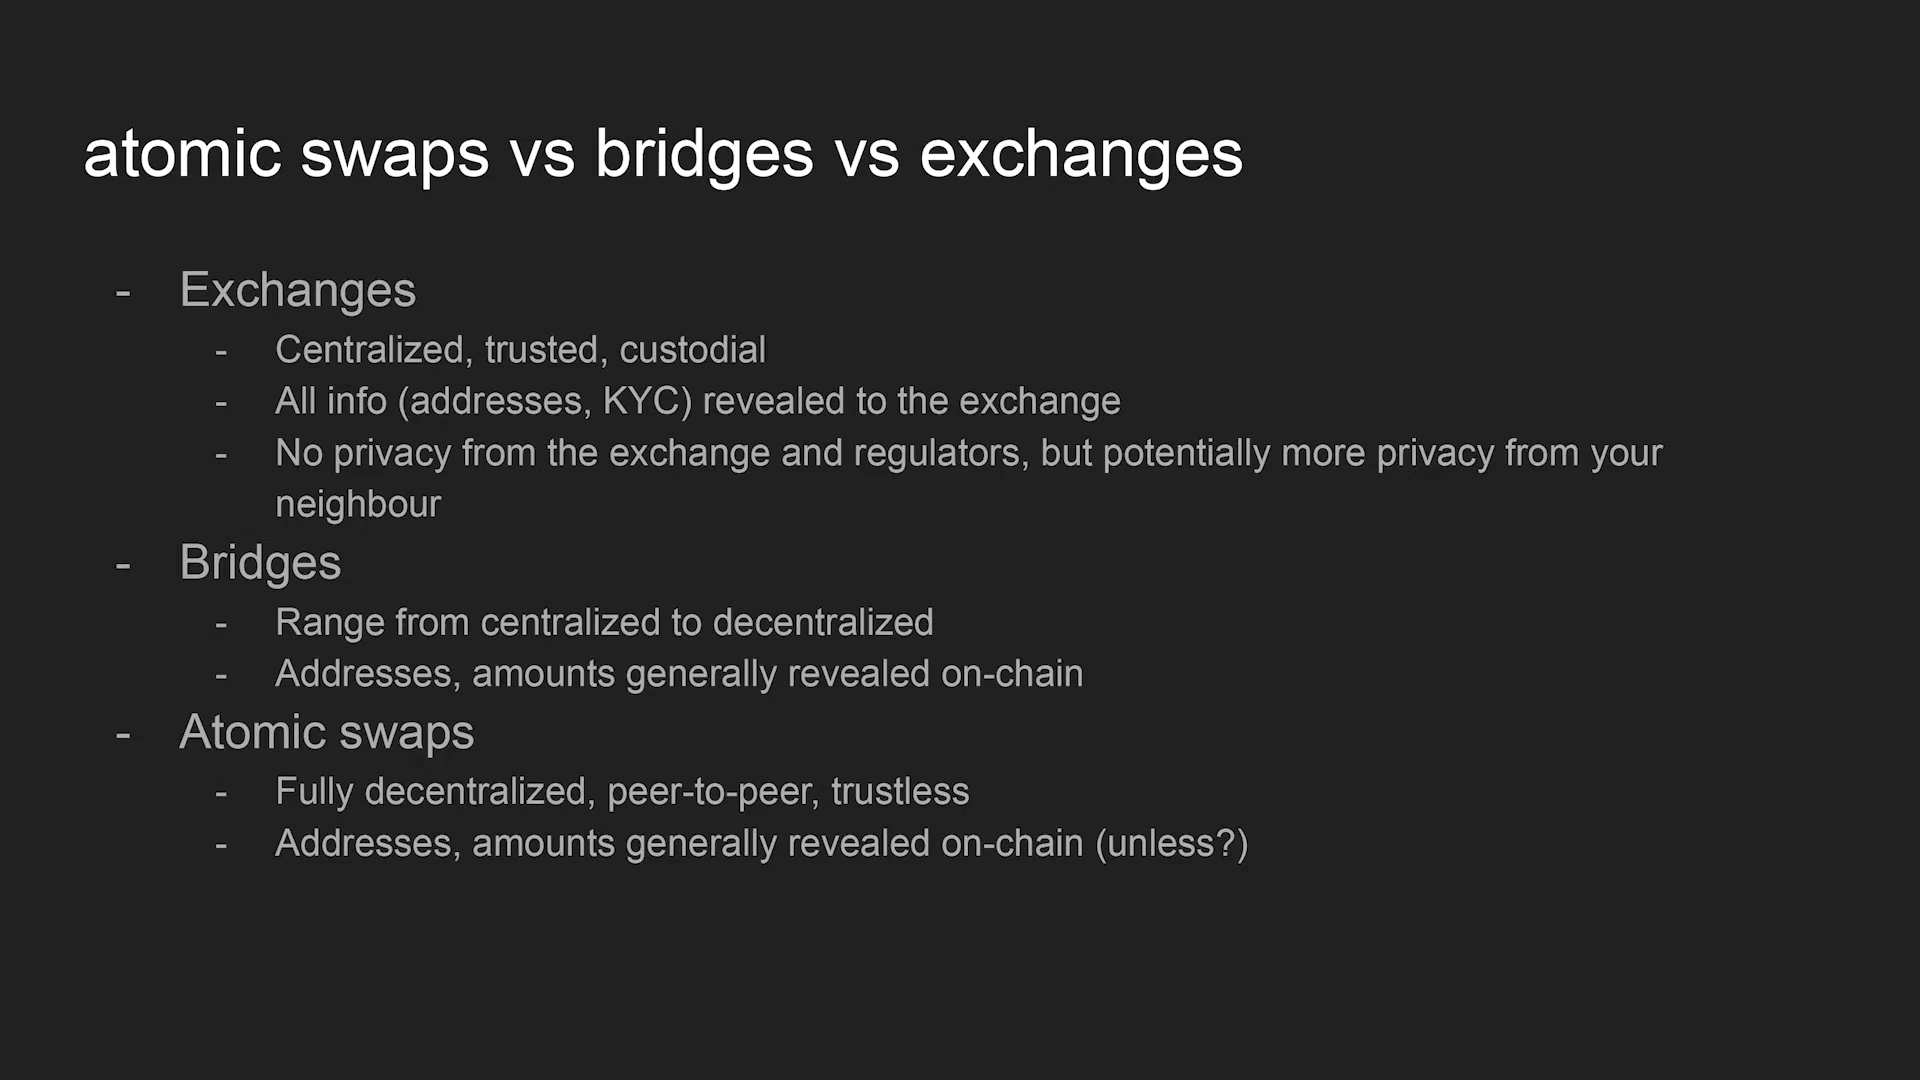 atomic swaps vs bridges vs exchanges
- Exchanges
- Centralized, trusted, custodial
- All info (addresses, KYC) revealed to the exchange
- No privacy from the exchange and regulators, but potentially more privacy from your
neighbour
- Bridges
- Range from centralized to decentralized
- Addresses, amounts generally revealed on-chain
- Atomic swaps
- Fully decentralized, peer-to-peer, trustless
- Addresses, amounts generally revealed on-chain (unless?)